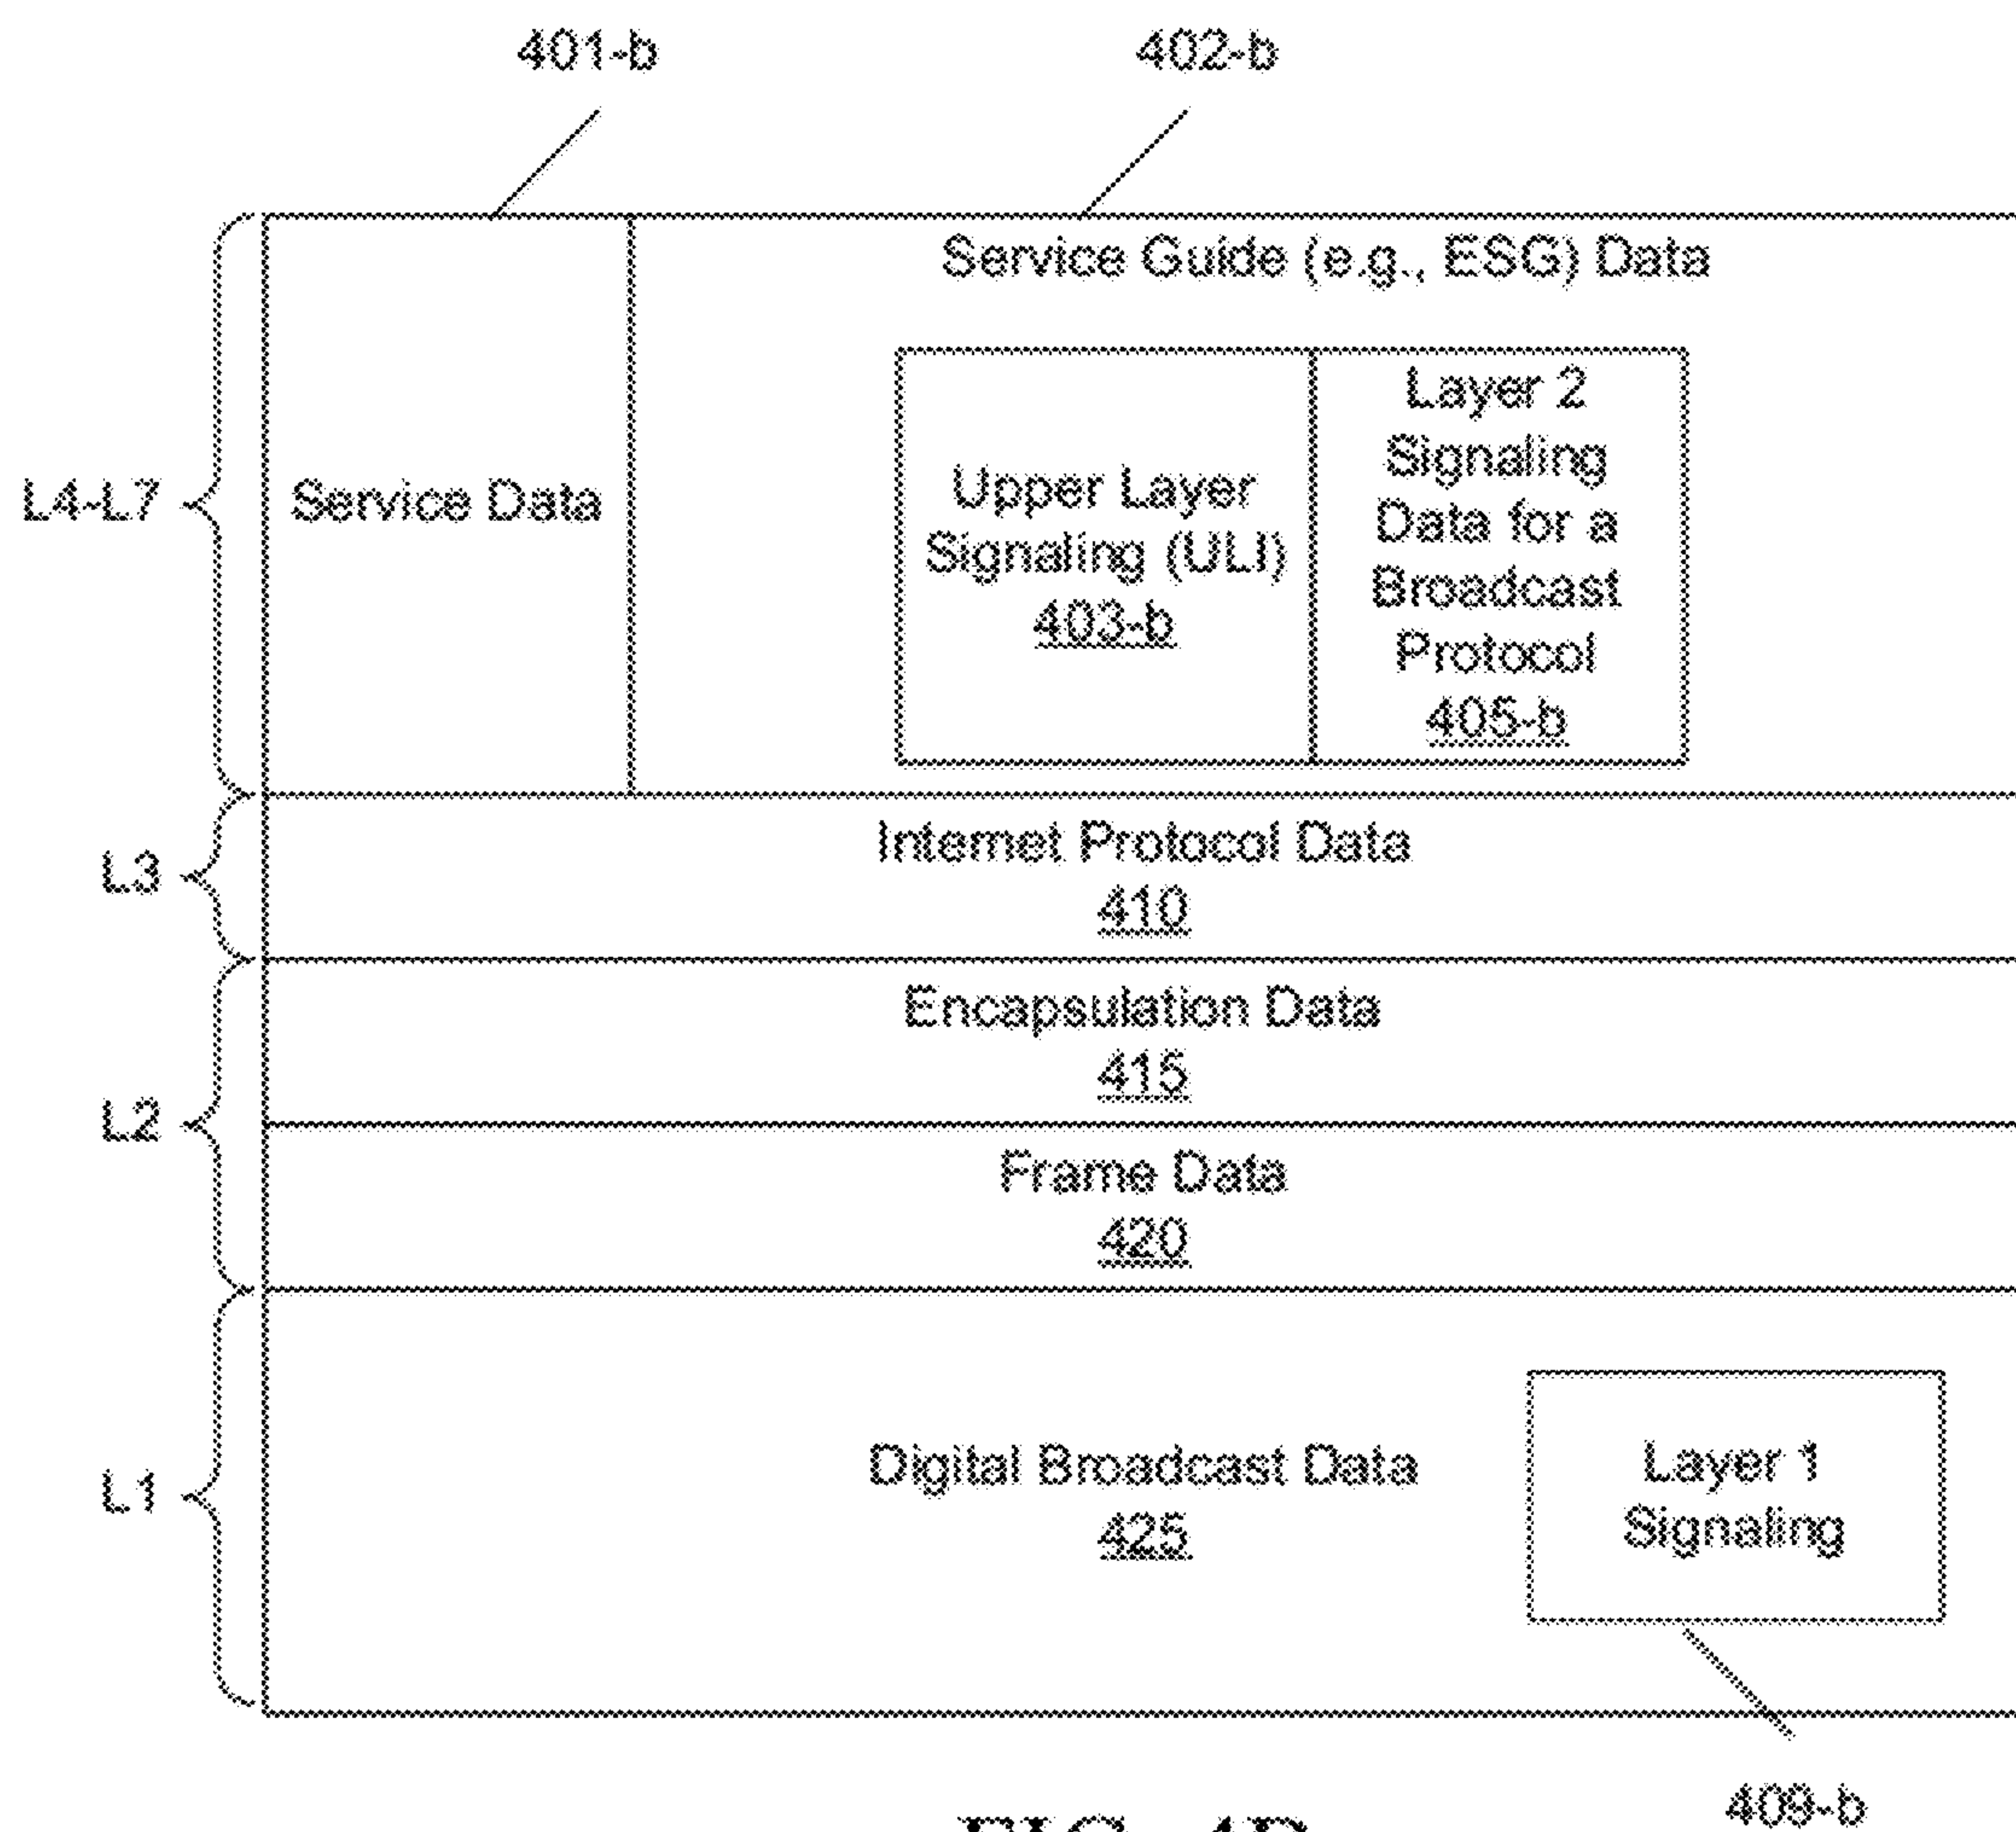 401-b
402-b
Service Guide (e.g., ESG) Data
L4-L7
Service Data
Upper Layer
Signaling (ULI)
403-b
Layer 2
Signaling
Data for a
Broadcast
Protocol
405-b
L3
Internet Protocol Data
410
L2
Encapsulation Data
415
Frame Data
420
L1
Digital Broadcast Data
425
Layer 1
Signaling
409-b